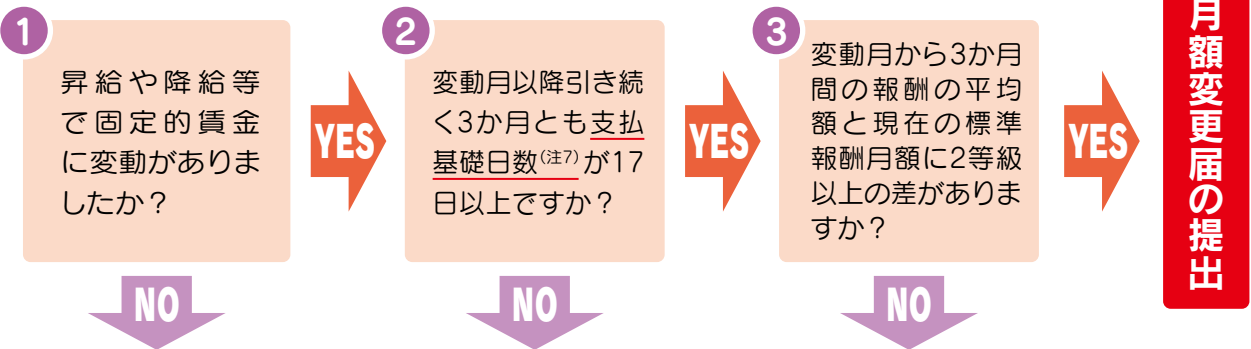 1
昇給や降給等
で固定的賃金
に変動がありま
したか？
YES
2
変動月以降引き続
く3か月とも支払
基礎日数(注7)が17
日以上ですか？
YES
3
変動月から3か月
間の報酬の平均
額と現在の標準
報酬月額に2等級
以上の差がありま
すか？
YES
月額変更届の提出
NO
NO
NO